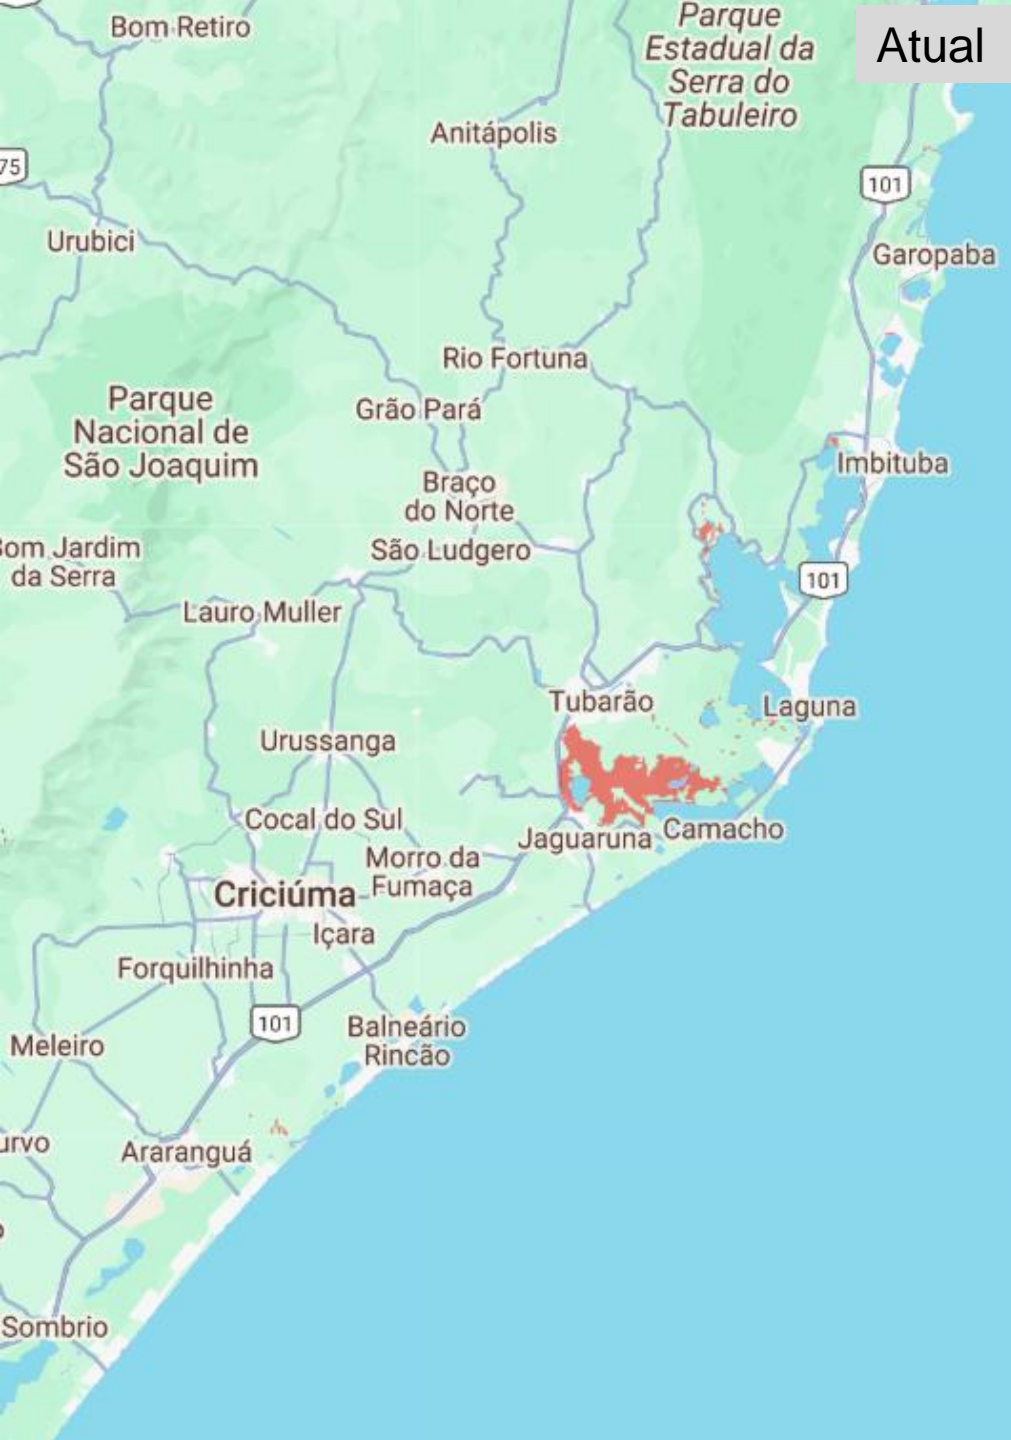 Parque
Estadual da
Serra do
Tabuleiro
Atual
Bom Retiro
Anitápolis
75
101
Urubici
Garopaba
Rio Fortuna
Parque
Nacional de
São Joaquim
Grão Pará
Imbituba
Braço
do Norte
São Ludgero
Bom Jardim
da Serra
101
Lauro Muller
Tubarão
Laguna
Urussanga
Cocal do Sul
Jaguaruna
Camacho
Morro da
Fumaça
Criciúma
Içara
Forquilhinha
101
Balneário
Rincão
Meleiro
urvo
Araranguá
o
Sombrio